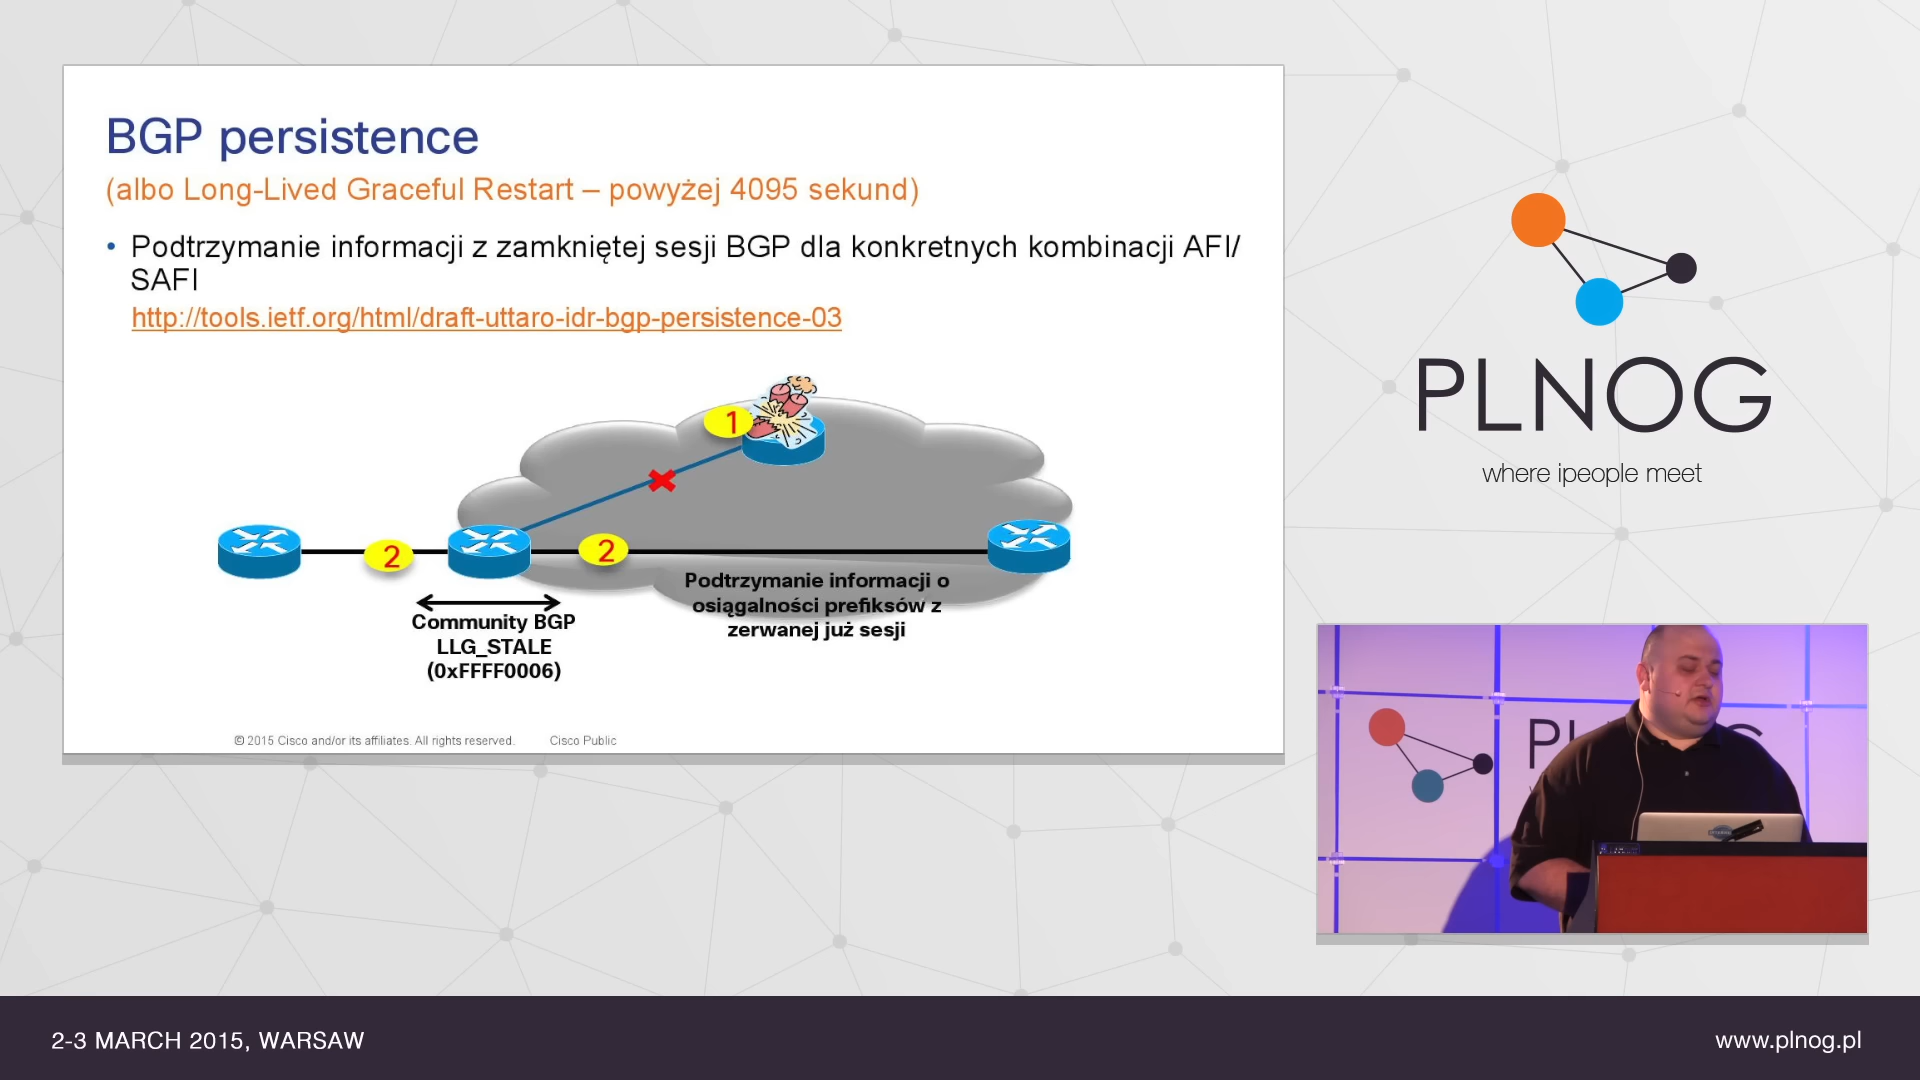 BGP persistence
(albo Long-Lived Graceful Restart – powyżej 4095 sekund)
• Podtrzymanie informacji z zamkniętej sesji BGP dla konkretnych kombinacji AFI/
SAFI
http://tools.ietf.org/html/draft-uttaro-idr-bgp-persistence-03
1
2
2
Podtrzymanie informacji o
osiągalności prefiksów z
zerwanej już sesji
Community BGP
LLG_STALE
(0xFFFF0006)
© 2015 Cisco and/or its affiliates. All rights reserved. Cisco Public
PLNOG
where ipeople meet
2-3 MARCH 2015, WARSAW
www.plnog.pl